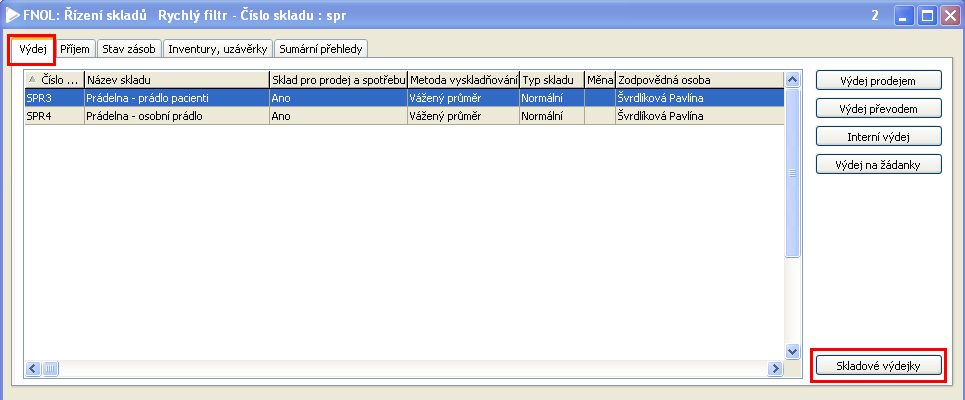 FNOL: Řízení skladů Rychlý filtr - Číslo skladu : spr 2
Výdej Příjem Stav zásob Inventury, uzávěrky Sumární přehledy
Číslo ... Název skladu Sklad pro prodej a spotřebu Metoda vyskladňování Typ skladu Měna Zodpovědná osoba
SPR3 Prádelna - prádlo pacienti Ano Vážený průměr Normální Švrdlíková Pavlína
SPR4 Prádelna - osobní prádlo Ano Vážený průměr Normální Švrdlíková Pavlína
Výdej prodejem
Výdej převodem
Interní výdej
Výdej na žádanky
Skladové výdejky